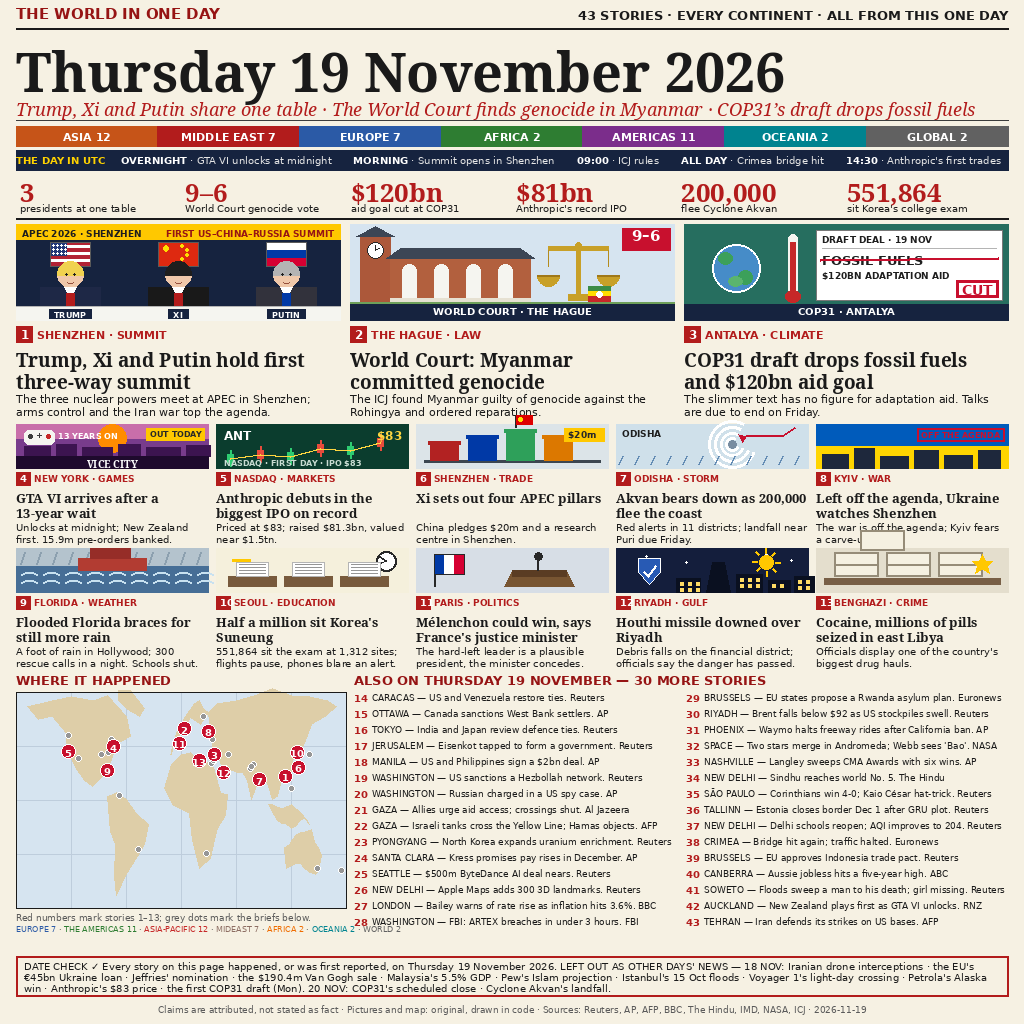 THE WORLD IN ONE DAY
43 STORIES · EVERY CONTINENT · ALL FROM THIS ONE DAY
Thursday 19 November 2026
Trump, Xi and Putin share one table · The World Court finds genocide in Myanmar · COP31's draft drops fossil fuels
ASIA 12 MIDDLE EAST 7 EUROPE 7 AFRICA 2 AMERICAS 11 OCEANIA 2 GLOBAL 2
THE DAY IN UTC OVERNIGHT · GTA VI unlocks at midnight MORNING · Summit opens in Shenzhen 09:00 · ICJ rules ALL DAY · Crimea bridge hit 14:30 · Anthropic's first trades
3
presidents at one table
9–6
World Court genocide vote
$120bn
aid goal cut at COP31
$81bn
Anthropic's record IPO
200,000
flee Cyclone Akvan
551,864
sit Korea's college exam
APEC 2026 · SHENZHEN FIRST US–CHINA–RUSSIA SUMMIT
TRUMP XI PUTIN
1 SHENZHEN · SUMMIT
Trump, Xi and Putin hold first
three-way summit
The three nuclear powers meet at APEC in Shenzhen;
arms control and the Iran war top the agenda.
9–6
WORLD COURT · THE HAGUE
2 THE HAGUE · LAW
World Court: Myanmar
committed genocide
The ICJ found Myanmar guilty of genocide against the
Rohingya and ordered reparations.
DRAFT DEAL · 19 NOV
FOSSIL FUELS
$120BN ADAPTATION AID
CUT
COP31 · ANTALYA
3 ANTALYA · CLIMATE
COP31 draft drops fossil fuels
and $120bn aid goal
The slimmer text has no figure for adaptation aid. Talks
are due to end on Friday.
13 YEARS ON
OUT TODAY
VICE CITY
4 NEW YORK · GAMES
GTA VI arrives after a
13-year wait
Unlocks at midnight; New Zealand
first. 15.9m pre-orders banked.
ANT $83
NASDAQ · FIRST DAY · IPO $83
5 NASDAQ · MARKETS
Anthropic debuts in the
biggest IPO on record
Priced at $83; raised $81.3bn, valued
near $1.5tn.
$20m
6 SHENZHEN · TRADE
Xi sets out four APEC pillars
China pledges $20m and a research
centre in Shenzhen.
ODISHA
7 ODISHA · STORM
Akvan bears down as 200,000
flee the coast
Red alerts in 11 districts; landfall near
Puri due Friday.
OFF THE AGENDA
8 KYIV · WAR
Left off the agenda, Ukraine
watches Shenzhen
The war is off the agenda; Kyiv fears
a carve-u
9 FLORIDA · WEATHER
Flooded Florida braces for
still more rain
A foot of rain in Hollywood; 300
rescue calls in a night. Schools shut.
10 SEOUL · EDUCATION
Half a million sit Korea's
Suneung
551,864 sit the exam at 1,312 sites;
flights pause, phones blare an alert.
11 PARIS · POLITICS
Mélenchon could win, says
France's justice minister
The hard-left leader is a plausible
president, the minister concedes.
12 RIYADH · GULF
Houthi missile downed over
Riyadh
Debris falls on the financial district;
officials say the danger has passed.
13 BENGHAZI · CRIME
Cocaine, millions of pills
seized in east Libya
Officials display one of the country's
biggest drug hauls.
WHERE IT HAPPENED
5 4 9 2 11 8 3 13 12 7 10 6 1
Red numbers mark stories 1–13; grey dots mark the briefs below.
EUROPE 7 · THE AMERICAS 11 · ASIA-PACIFIC 12 · MIDEAST 7 · AFRICA 2 · OCEANIA 2 · WORLD 2
ALSO ON THURSDAY 19 NOVEMBER — 30 MORE STORIES
14 CARACAS — US and Venezuela restore ties. Reuters
15 OTTAWA — Canada sanctions West Bank settlers. AP
16 TOKYO — India and Japan review defence ties. Reuters
17 JERUSALEM — Eisenkot tapped to form a government. Reuters
18 MANILA — US and Philippines sign a $2bn deal. AP
19 WASHINGTON — US sanctions a Hezbollah network. Reuters
20 WASHINGTON — Russian charged in a US spy case. AP
21 GAZA — Allies urge aid access; crossings shut. Al Jazeera
22 GAZA — Israeli tanks cross the Yellow Line; Hamas objects. AFP
23 PYONGYANG — North Korea expands uranium enrichment. Reuters
24 SANTA CLARA — Kress promises pay rises in December. AP
25 SEATTLE — $500m ByteDance AI deal nears. Reuters
26 NEW DELHI — Apple Maps adds 300 3D landmarks. Reuters
27 LONDON — Bailey warns of rate rise as inflation hits 3.6%. BBC
28 WASHINGTON — FBI: ARTEX breaches in under 3 hours. FBI
29 BRUSSELS — EU states propose a Rwanda asylum plan. Euronews
30 RIYADH — Brent falls below $92 as US stockpiles swell. Reuters
31 PHOENIX — Waymo halts freeway rides after California ban. AP
32 SPACE — Two stars merge in Andromeda; Webb sees 'Bao'. NASA
33 NASHVILLE — Langley sweeps CMA Awards with six wins. AP
34 NEW DELHI — Sindhu reaches world No. 5. The Hindu
35 SÃO PAULO — Corinthians win 4-0; Kaio César hat-trick. Reuters
36 TALLINN — Estonia closes border Dec 1 after GRU plot. Reuters
37 NEW DELHI — Delhi schools reopen; AQI improves to 204. Reuters
38 CRIMEA — Bridge hit again; traffic halted. Euronews
39 BRUSSELS — EU approves Indonesia trade pact. Reuters
40 CANBERRA — Aussie jobless hits a five-year high. ABC
41 SOWETO — Floods sweep a man to his death; girl missing. Reuters
42 AUCKLAND — New Zealand plays first as GTA VI unlocks. RNZ
43 TEHRAN — Iran defends its strikes on US bases. AFP
DATE CHECK ✓ Every story on this page happened, or was first reported, on Thursday 19 November 2026. LEFT OUT AS OTHER DAYS' NEWS — 18 NOV: Iranian drone interceptions · the EU's
€45bn Ukraine loan · Jeffries' nomination · the $190.4m Van Gogh sale · Malaysia's 5.5% GDP · Pew's Islam projection · Istanbul's 15 Oct floods · Voyager 1's light-day crossing · Petrola's Alaska
win · Anthropic's $83 price · the first COP31 draft (Mon). 20 NOV: COP31's scheduled close · Cyclone Akvan's landfall.
Claims are attributed, not stated as fact · Pictures and map: original, drawn in code · Sources: Reuters, AP, AFP, BBC, The Hindu, IMD, NASA, ICJ · 2026-11-19